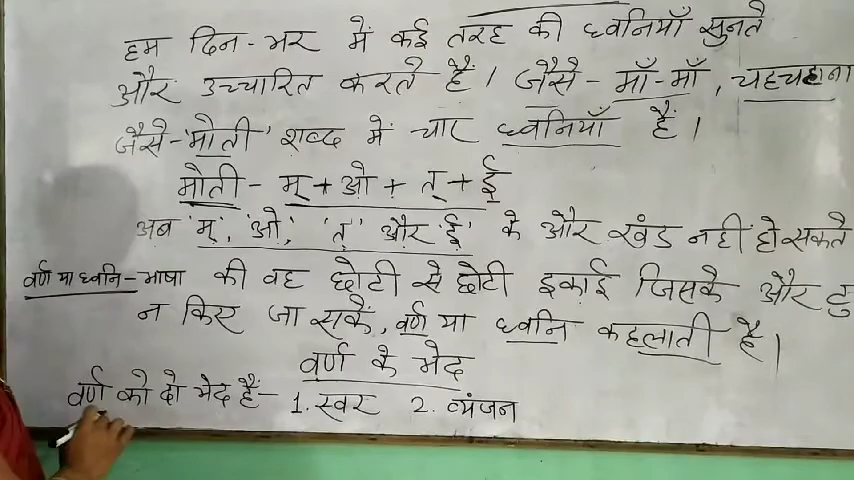 हम दिन-भर में कई तरह की ध्वनियाँ सुनते
और उच्चारित करते हैं। जैसे- माँ-माँ, चहचहाना
जैसे-'मोती' शब्द में चार ध्वनियाँ हैं।
मोती - म् + ओ + त् + ई
अब 'म्', 'ओ', 'त्' और 'ई' के और खंड नहीं हो सकते
वर्ण या ध्वनि - भाषा की वह छोटी से छोटी इकाई जिसके और टु
न किए जा सकें, वर्ण या ध्वनि कहलाती है।
वर्ण के भेद
वर्ण को दो भेद हैं- 1. स्वर 2. व्यंजन